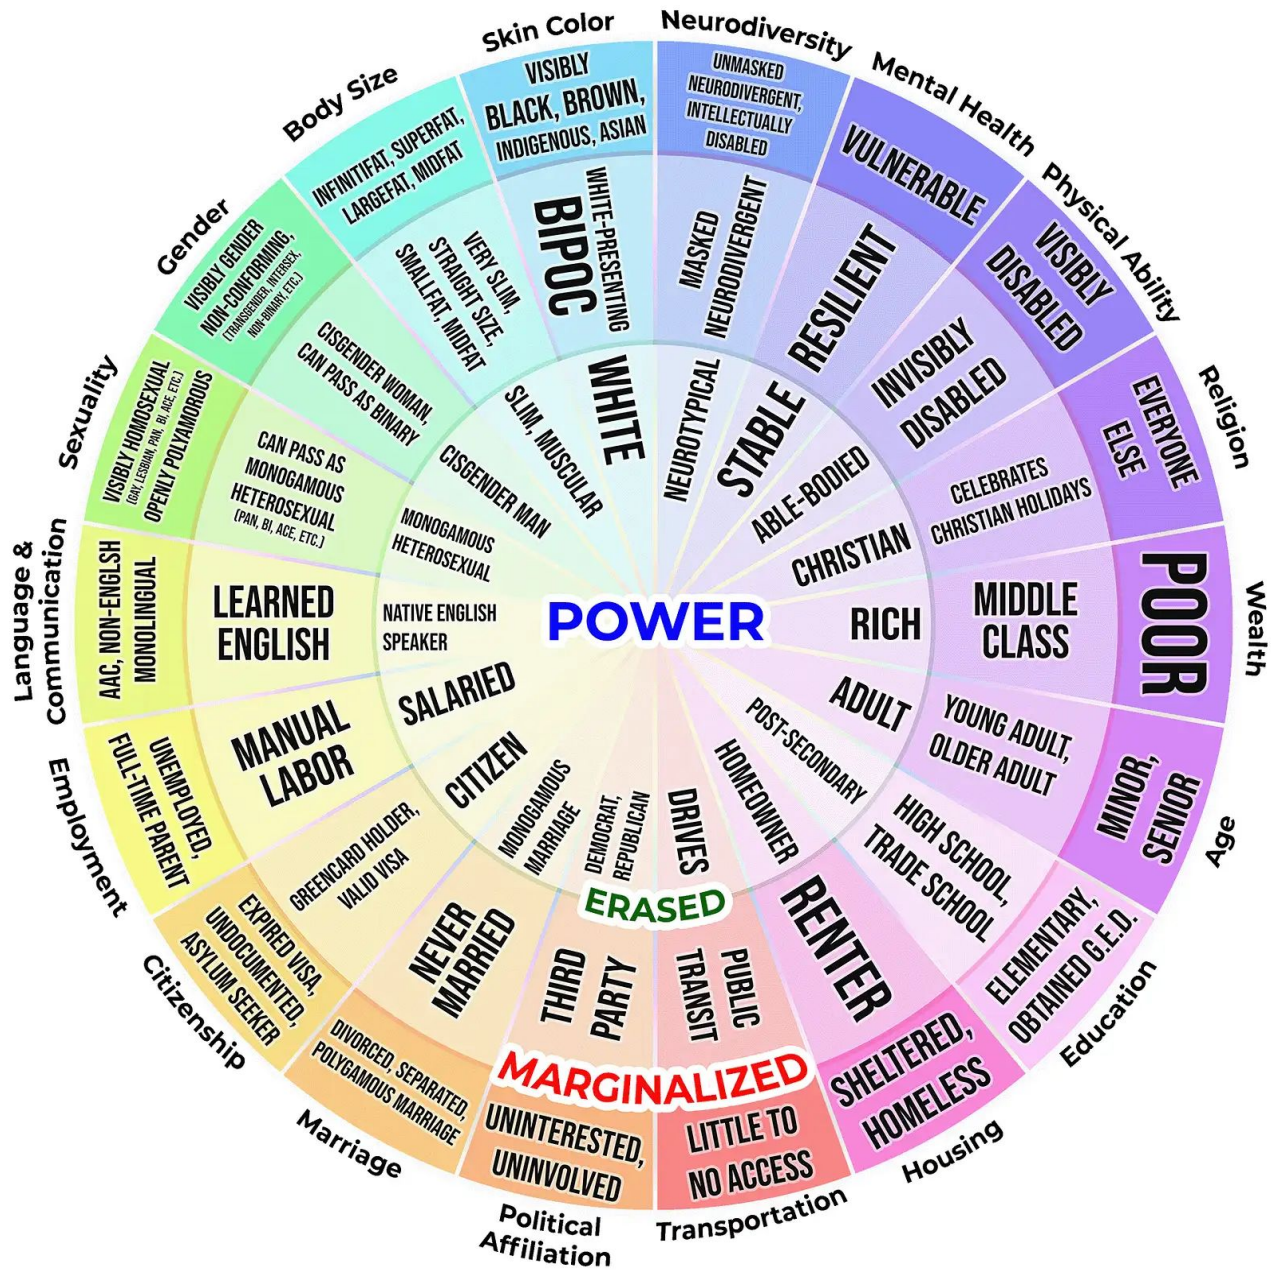 Skin Color
VISIBLY
BLACK, BROWN,
INDIGENOUS, ASIAN
WHITE-PRESENTING
BIPOC
WHITE
Neurodiversity
UNMASKED
NEURODIVERGENT,
INTELLECTUALLY
DISABLED
MASKED
NEURODIVERGENT
NEUROTYPICAL
Mental Health
VULNERABLE
RESILIENT
STABLE
Physical Ability
VISIBLY
DISABLED
INVISIBLY
DISABLED
ABLE-BODIED
Religion
EVERYONE
ELSE
CELEBRATES
CHRISTIAN HOLIDAYS
CHRISTIAN
Wealth
POOR
MIDDLE
CLASS
RICH
Age
MINOR,
SENIOR
YOUNG ADULT,
OLDER ADULT
ADULT
Education
ELEMENTARY,
OBTAINED G.E.D.
HIGH SCHOOL,
TRADE SCHOOL
POST-SECONDARY
Housing
SHELTERED,
HOMELESS
RENTER
HOMEOWNER
Transportation
LITTLE TO
NO ACCESS
PUBLIC
TRANSIT
DRIVES
Political
Affiliation
UNINTERESTED,
UNINVOLVED
THIRD
PARTY
DEMOCRAT,
REPUBLICAN
Marriage
DIVORCED, SEPARATED,
POLYGAMOUS MARRIAGE
NEVER
MARRIED
MONOGAMOUS
MARRIAGE
Citizenship
EXPIRED VISA,
UNDOCUMENTED,
ASYLUM SEEKER
GREENCARD HOLDER,
VALID VISA
CITIZEN
Employment
UNEMPLOYED,
FULL-TIME PARENT
MANUAL
LABOR
SALARIED
Language &
Communication
AAC, NON-ENGLSH
MONOLINGUAL
LEARNED
ENGLISH
NATIVE ENGLISH
SPEAKER
Sexuality
VISIBLY HOMOSEXUAL
(GAY, LESBIAN, PAN, BI, ACE, ETC.)
OPENLY POLYAMOROUS
CAN PASS AS
MONOGAMOUS
HETEROSEXUAL
(PAN, BI, ACE, ETC.)
MONOGAMOUS
HETEROSEXUAL
Gender
VISIBLY GENDER
NON-CONFORMING,
(TRANSGENDER, INTERSEX,
NON-BINARY, ETC.)
CISGENDER WOMAN,
CAN PASS AS BINARY
CISGENDER MAN
Body Size
INFINITIFAT, SUPERFAT,
LARGEFAT, MIDFAT
VERY SLIM,
STRAIGHT SIZE,
SMALLFAT, MIDFAT
SLIM, MUSCULAR
POWER
ERASED
MARGINALIZED